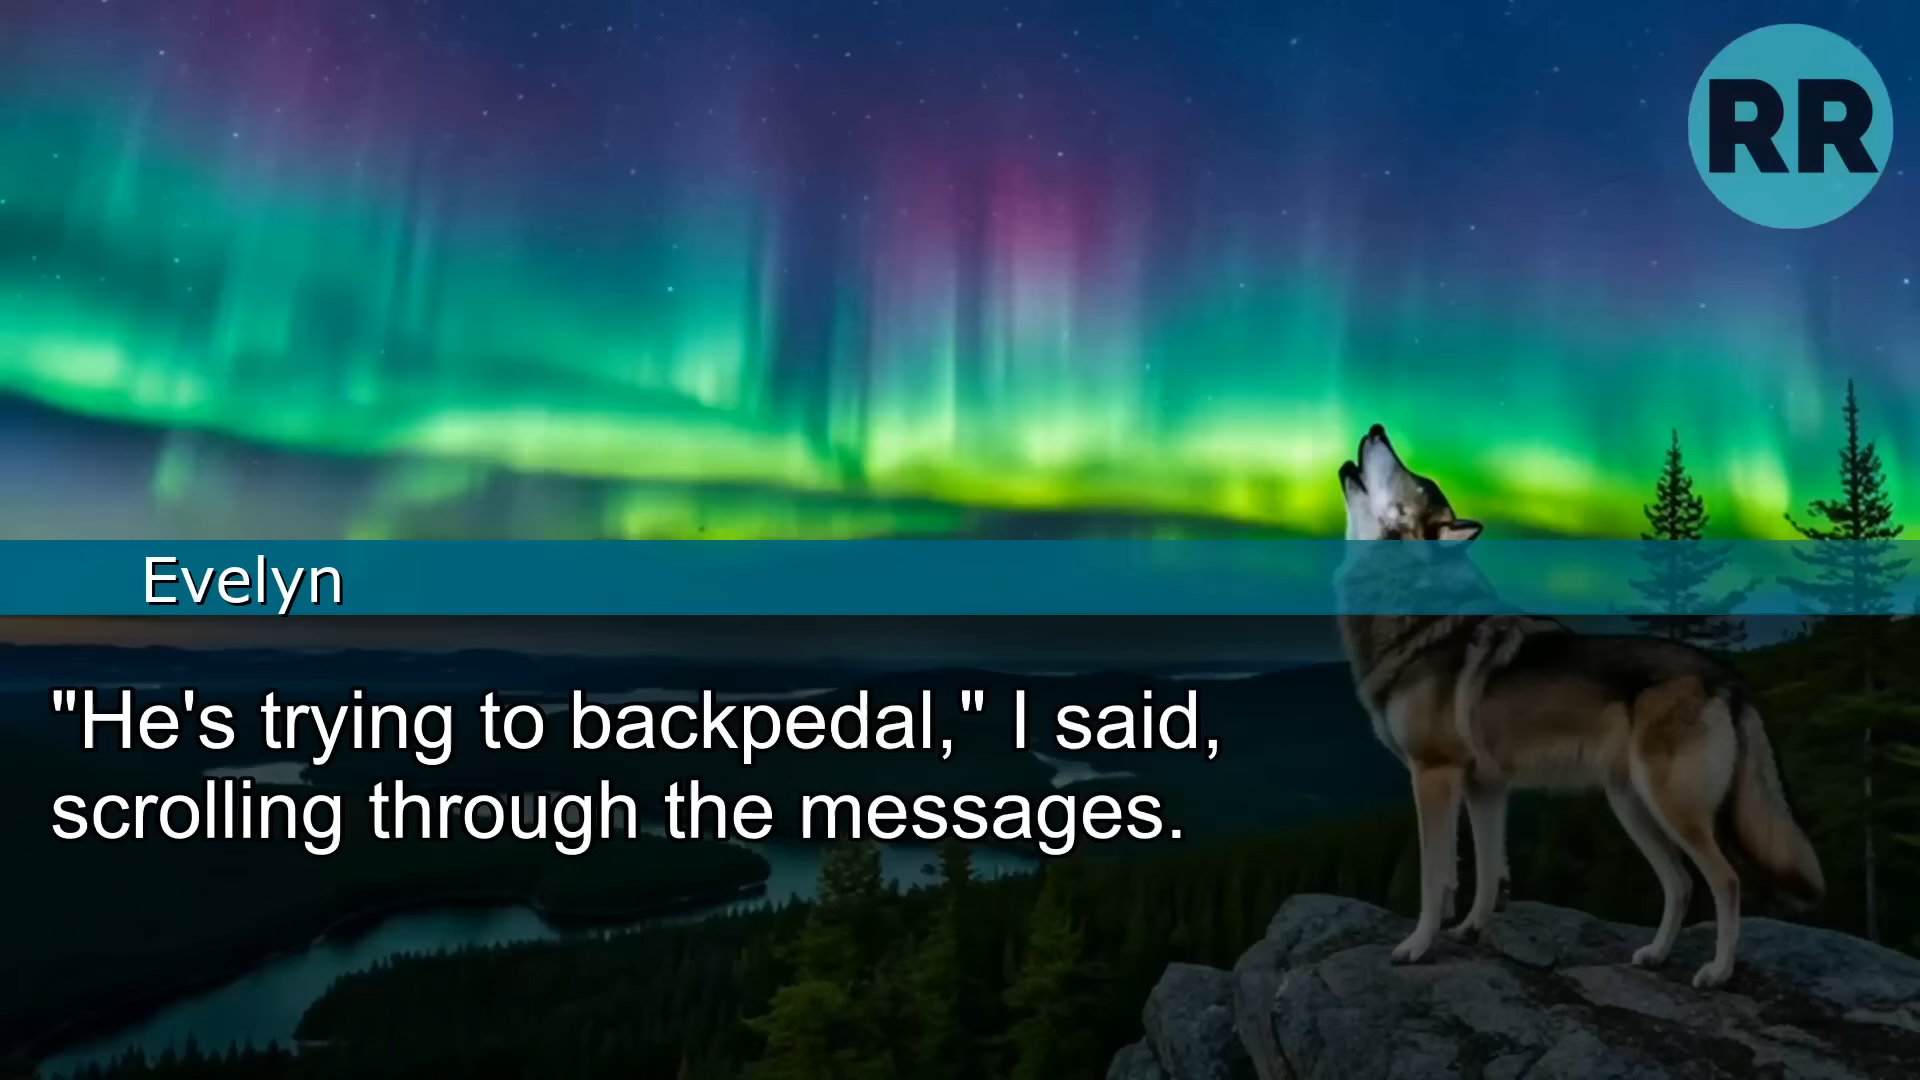 RR
Evelyn
"He's trying to backpedal," I said,
scrolling through the messages.